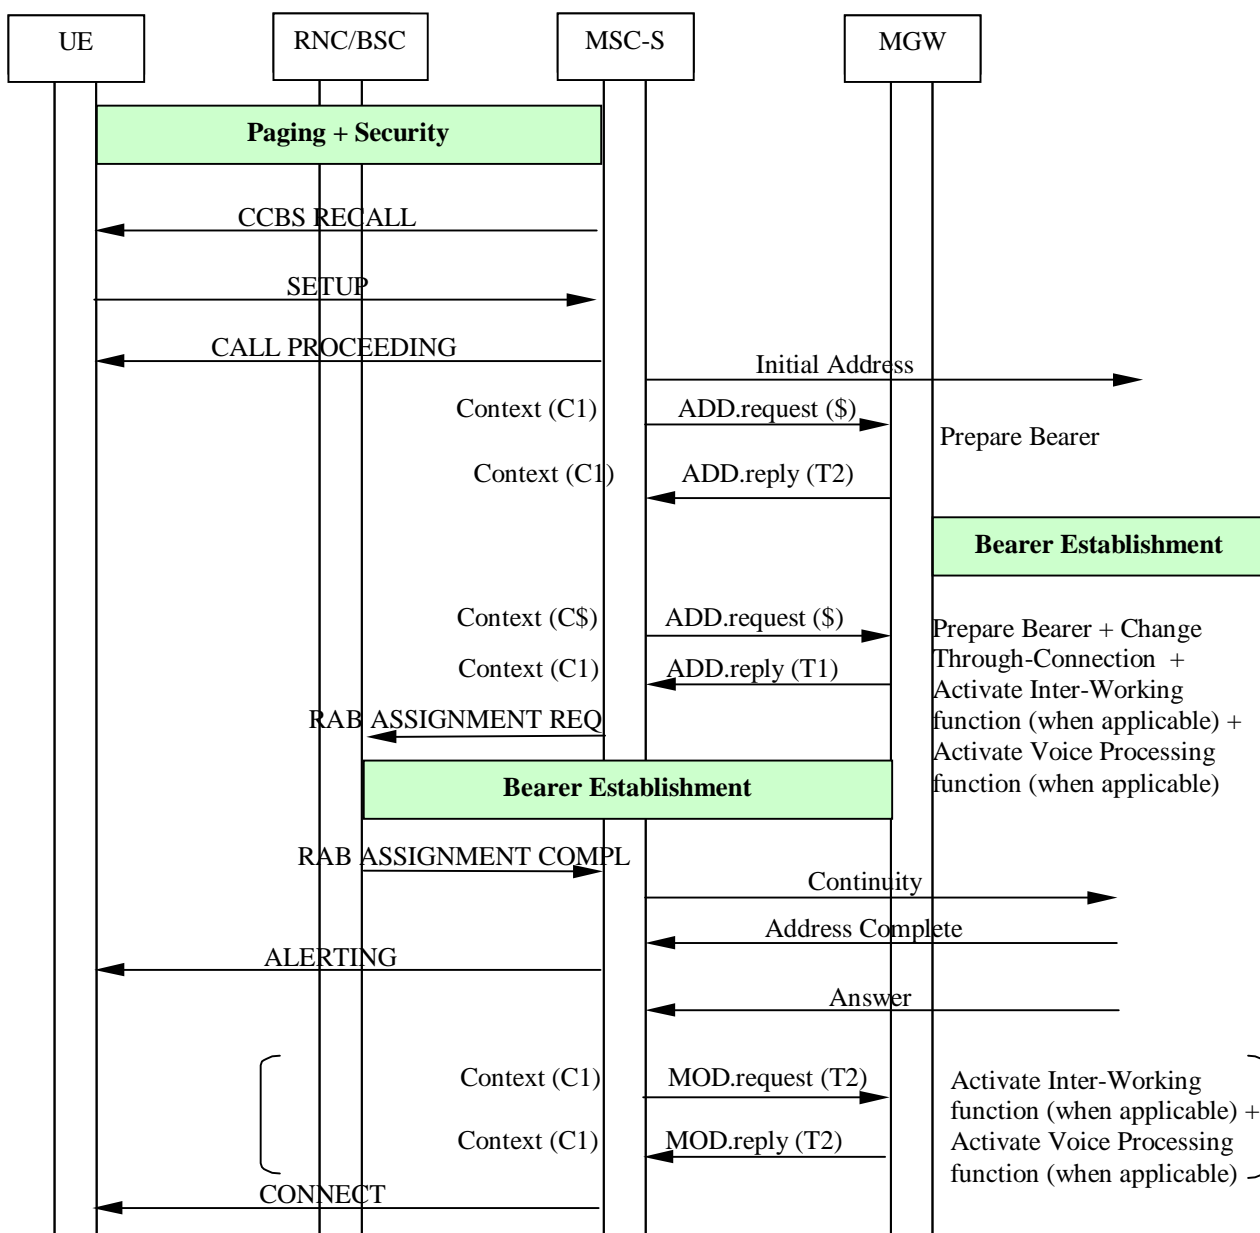 UE
RNC/BSC
MSC-S
MGW
Paging + Security
CCBS RECALL
SETUP
CALL PROCEEDING
Initial Address
Context (C1)
ADD.request ($)
Prepare Bearer
Context (C1)
ADD.reply (T2)
Bearer Establishment
Context (C$)
ADD.request ($)
Prepare Bearer + Change
Through-Connection +
Activate Inter-Working
function (when applicable) +
Activate Voice Processing
function (when applicable)
Context (C1)
ADD.reply (T1)
RAB ASSIGNMENT REQ
Bearer Establishment
RAB ASSIGNMENT COMPL
Continuity
Address Complete
ALERTING
Answer
Context (C1)
MOD.request (T2)
Activate Inter-Working
function (when applicable) +
Activate Voice Processing
function (when applicable)
Context (C1)
MOD.reply (T2)
CONNECT